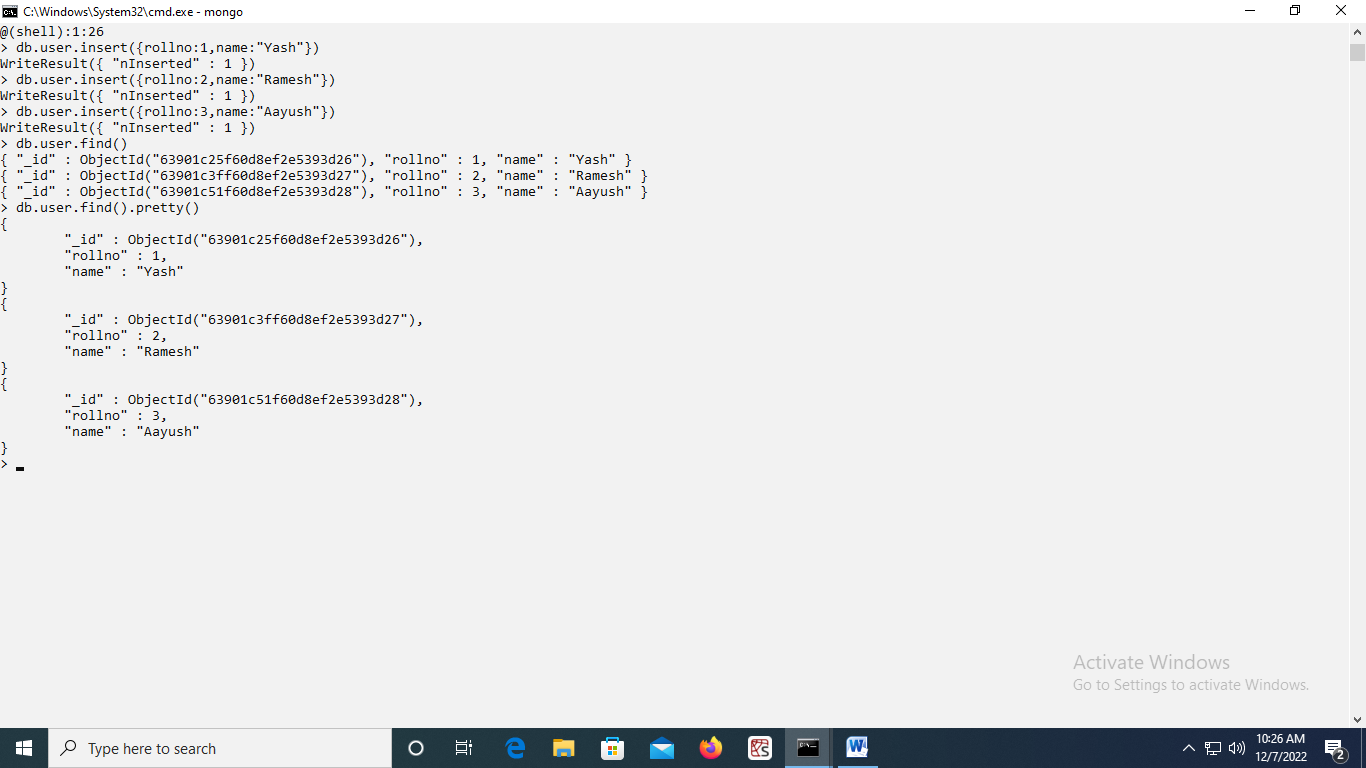 C:\Windows\System32\cmd.exe - mongo
@(shell):1:26
> db.user.insert({rollno:1,name:"Yash"})
WriteResult({ "nInserted" : 1 })
> db.user.insert({rollno:2,name:"Ramesh"})
WriteResult({ "nInserted" : 1 })
> db.user.insert({rollno:3,name:"Aayush"})
WriteResult({ "nInserted" : 1 })
> db.user.find()
{ "_id" : ObjectId("63901c25f60d8ef2e5393d26"), "rollno" : 1, "name" : "Yash" }
{ "_id" : ObjectId("63901c3ff60d8ef2e5393d27"), "rollno" : 2, "name" : "Ramesh" }
{ "_id" : ObjectId("63901c51f60d8ef2e5393d28"), "rollno" : 3, "name" : "Aayush" }
> db.user.find().pretty()
{
        "_id" : ObjectId("63901c25f60d8ef2e5393d26"),
        "rollno" : 1,
        "name" : "Yash"
}
{
        "_id" : ObjectId("63901c3ff60d8ef2e5393d27"),
        "rollno" : 2,
        "name" : "Ramesh"
}
{
        "_id" : ObjectId("63901c51f60d8ef2e5393d28"),
        "rollno" : 3,
        "name" : "Aayush"
}
>
Activate Windows
Go to Settings to activate Windows.
Type here to search
10:26 AM
12/7/2022
2